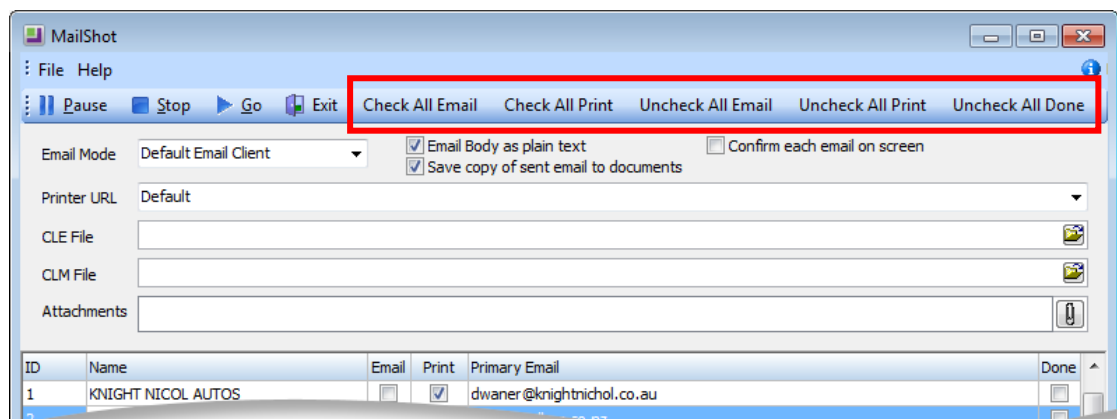 MailShot
File Help
Pause Stop Go Exit Check All Email Check All Print Uncheck All Email Uncheck All Print Uncheck All Done
Email Mode Default Email Client Email Body as plain text Confirm each email on screen
Save copy of sent email to documents
Printer URL Default
CLE File
CLM File
Attachments
ID Name Email Print Primary Email Done
1 KNIGHT NICOL AUTOS dwaner@knightnichol.co.au